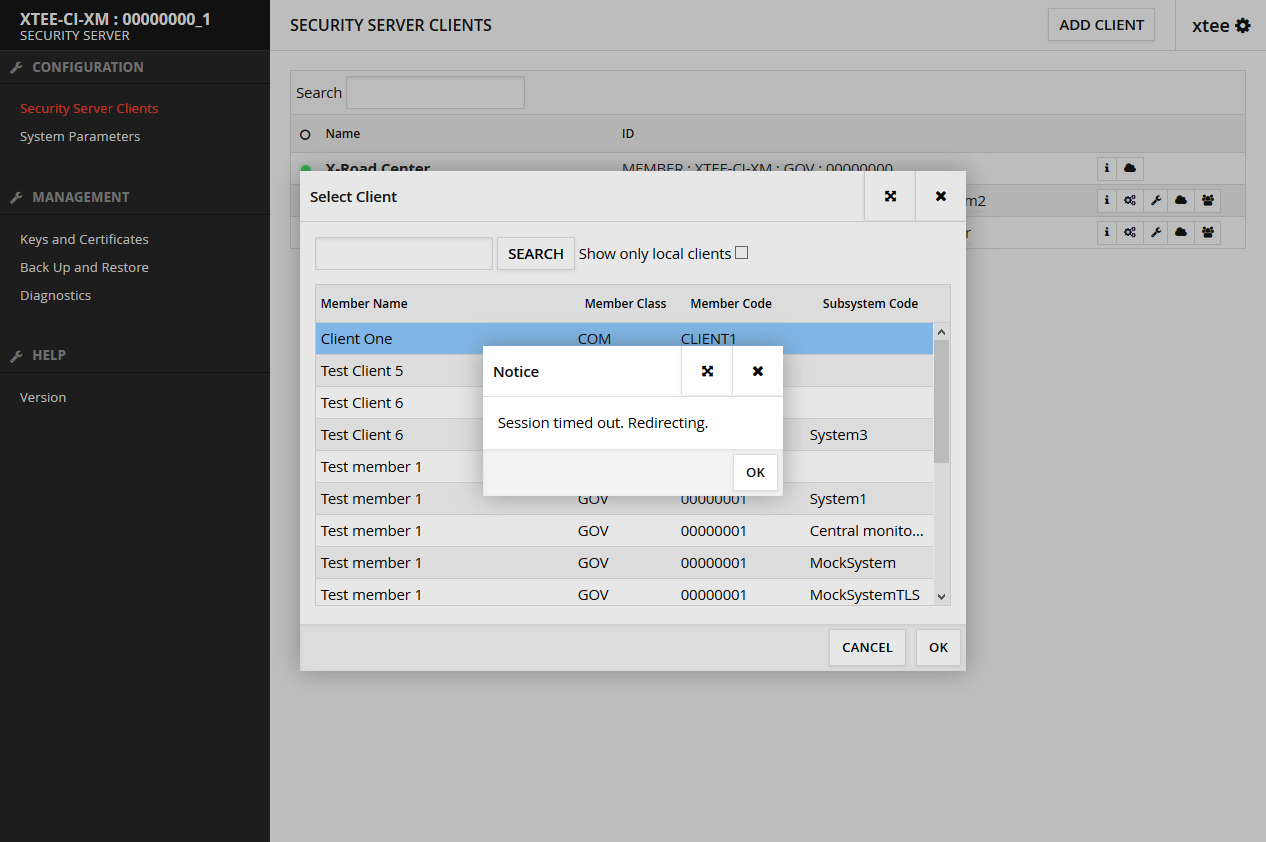 XTEE-CI-XM : 00000000_1
SECURITY SERVER
CONFIGURATION
Security Server Clients
System Parameters
MANAGEMENT
Keys and Certificates
Back Up and Restore
Diagnostics
HELP
Version
SECURITY SERVER CLIENTS
ADD CLIENT
xtee
Search
Name ID
X-Road Center MEMBER : XTEE-CI-XM : GOV : 00000000
m2
r
Select Client
SEARCH Show only local clients
Member Name Member Class Member Code Subsystem Code
Client One COM CLIENT1
Test Client 5
Test Client 6
Test Client 6 System3
Test member 1
Test member 1 GOV 00000001 System1
Test member 1 GOV 00000001 Central monito...
Test member 1 GOV 00000001 MockSystem
Test member 1 GOV 00000001 MockSystemTLS
CANCEL OK
Notice
Session timed out. Redirecting.
OK